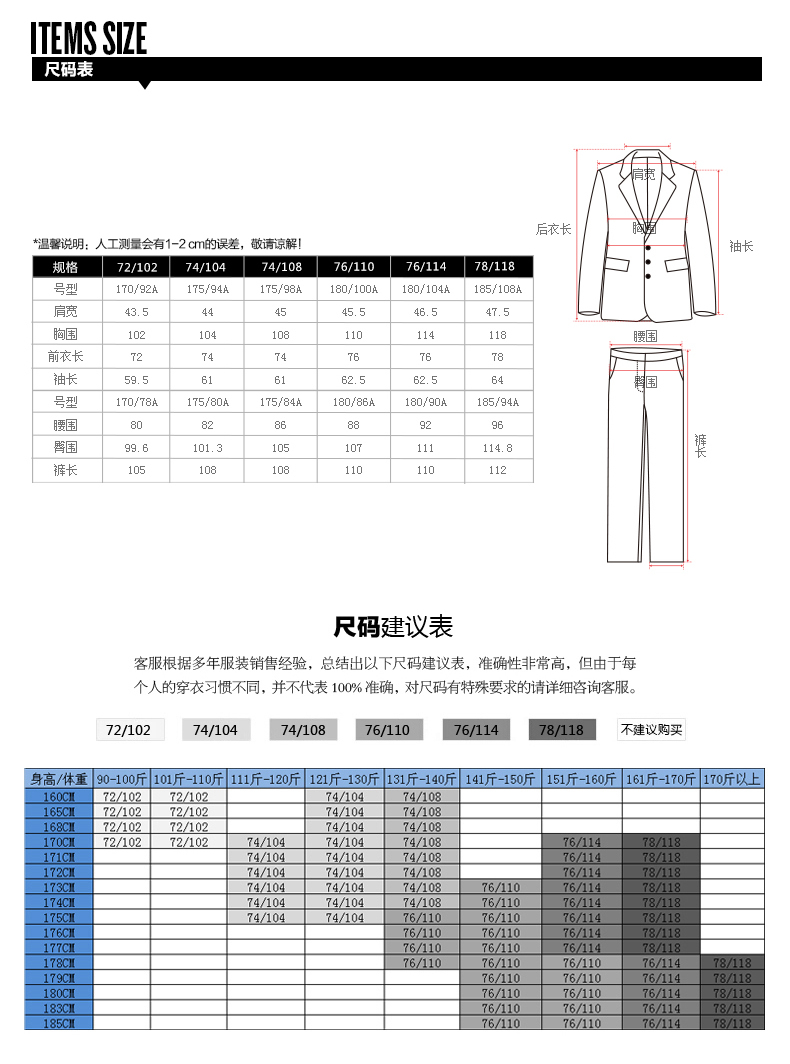 ITEMS SIZE
尺码表
*温馨说明：人工测量会有1-2 cm的误差，敬请谅解！
规格 72/102 74/104 74/108 76/110 76/114 78/118
号型 170/92A 175/94A 175/98A 180/100A 180/104A 185/108A
肩宽 43.5 44 45 45.5 46.5 47.5
胸围 102 104 108 110 114 118
前衣长 72 74 74 76 76 78
袖长 59.5 61 61 62.5 62.5 64
号型 170/78A 175/80A 175/84A 180/86A 180/90A 185/94A
腰围 80 82 86 88 92 96
臀围 99.6 101.3 105 107 111 114.8
裤长 105 108 108 110 110 112
肩宽
后衣长
胸围
袖长
腰围
臀围
裤长
尺码建议表
客服根据多年服装销售经验，总结出以下尺码建议表，准确性非常高，但由于每
个人的穿衣习惯不同，并不代表 100% 准确，对尺码有特殊要求的请详细咨询客服。
72/102 74/104 74/108 76/110 76/114 78/118 不建议购买
身高/体重 90-100斤 101斤-110斤 111斤-120斤 121斤-130斤 131斤-140斤 141斤-150斤 151斤-160斤 161斤-170斤 170斤以上
160CM 72/102 72/102 74/104 74/108
165CM 72/102 72/102 74/104 74/108
168CM 72/102 72/102 74/104 74/108
170CM 72/102 72/102 74/104 74/104 74/108 76/114 78/118
171CM 74/104 74/104 74/108 76/114 78/118
172CM 74/104 74/104 74/108 76/114 78/118
173CM 74/104 74/104 74/108 76/110 76/114 78/118
174CM 74/104 74/104 74/108 76/110 76/114 78/118
175CM 74/104 74/104 76/110 76/110 76/114 78/118
176CM 76/110 76/110 76/114 78/118
177CM 76/110 76/110 76/114 78/118
178CM 76/110 76/110 76/110 76/114 78/118
179CM 76/110 76/110 76/114 78/118
180CM 76/110 76/110 76/114 78/118
183CM 76/110 76/110 76/114 78/118
185CM 76/110 76/110 76/114 78/118